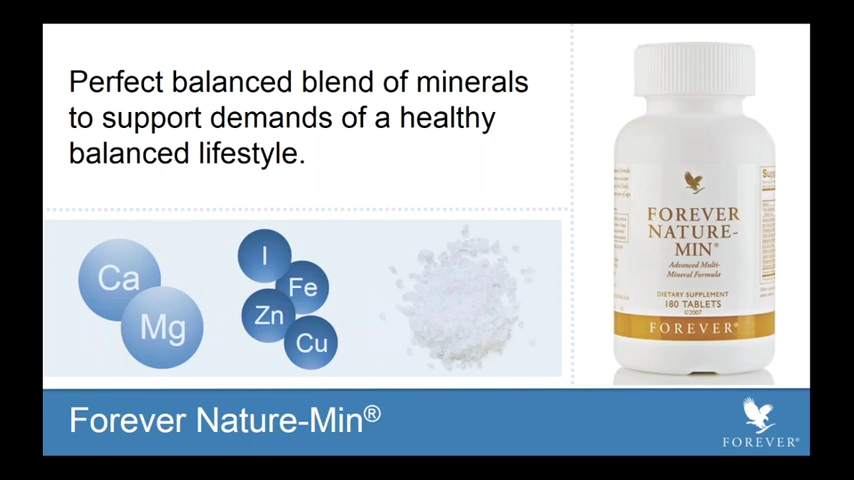 Perfect balanced blend of minerals
to support demands of a healthy
balanced lifestyle.
Ca
Mg
I
Fe
Zn
Cu
FOREVER
NATURE-
MIN®
Advanced Multi-
Mineral Formula
DIETARY SUPPLEMENT
180 TABLETS
©2007
FOREVER®
Forever Nature-Min®
FOREVER®